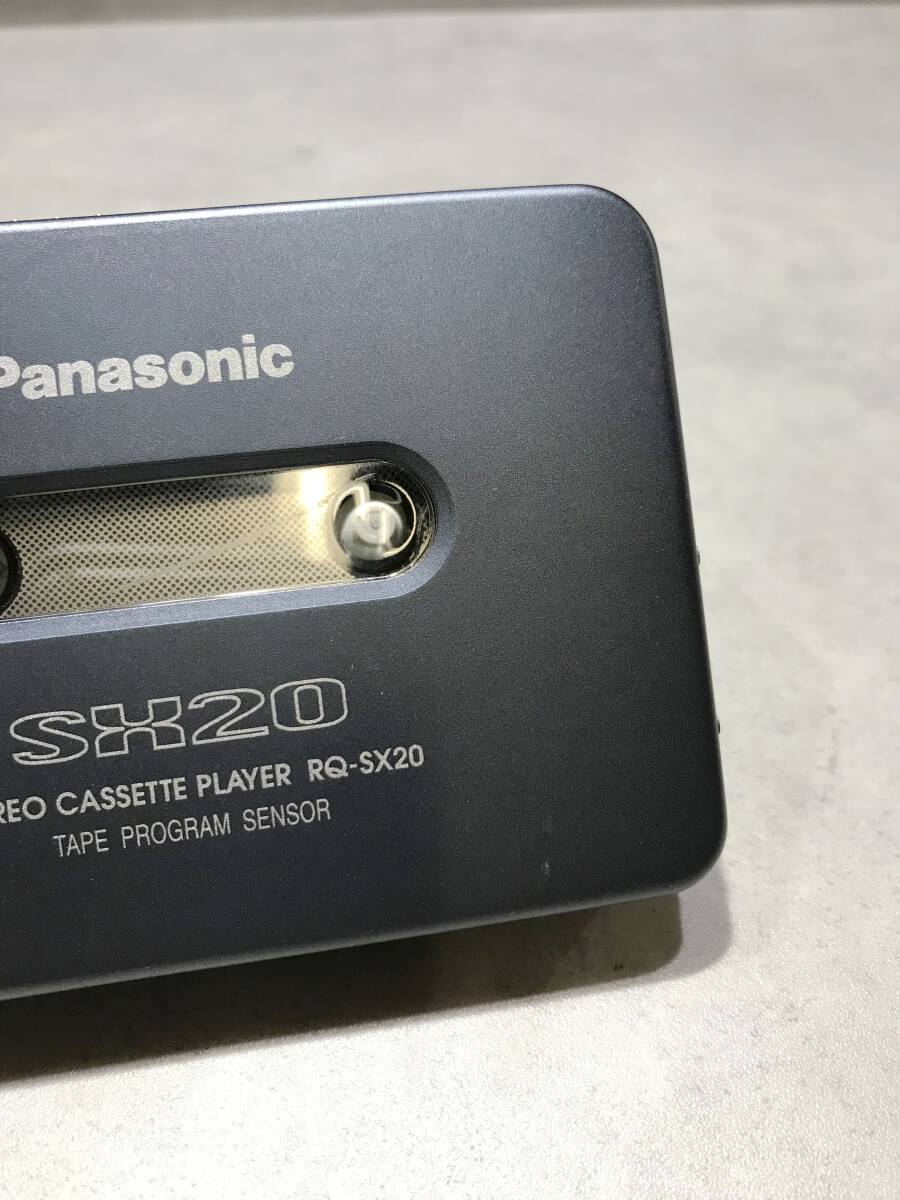 Panasonic
SX20
REO CASSETTE PLAYER RQ-SX20
TAPE PROGRAM SENSOR